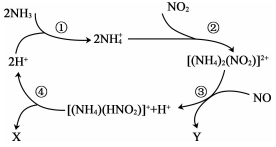 2NH₃
NO₂
①
②
2NH₄⁺
2H⁺
[(NH₄)₂(NO₂)]²⁺
④
③
[(NH₄)(HNO₂)]⁺+H⁺
NO
X
Y